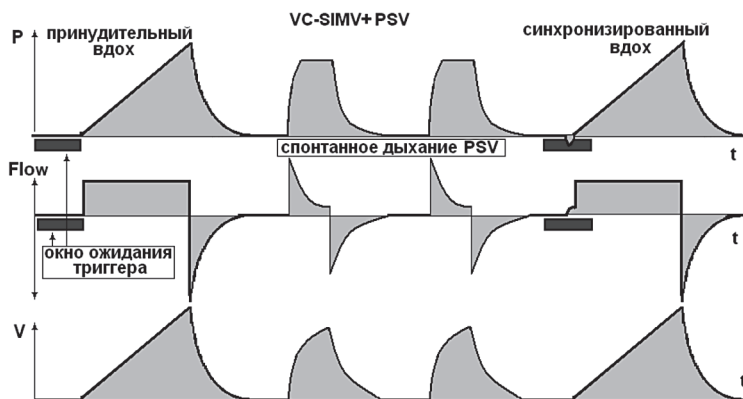 VC-SIMV+ PSV
принудительный
вдох
синхронизированный
вдох
P
t
спонтанное дыхание PSV
Flow
t
окно ожидания
триггера
V
t